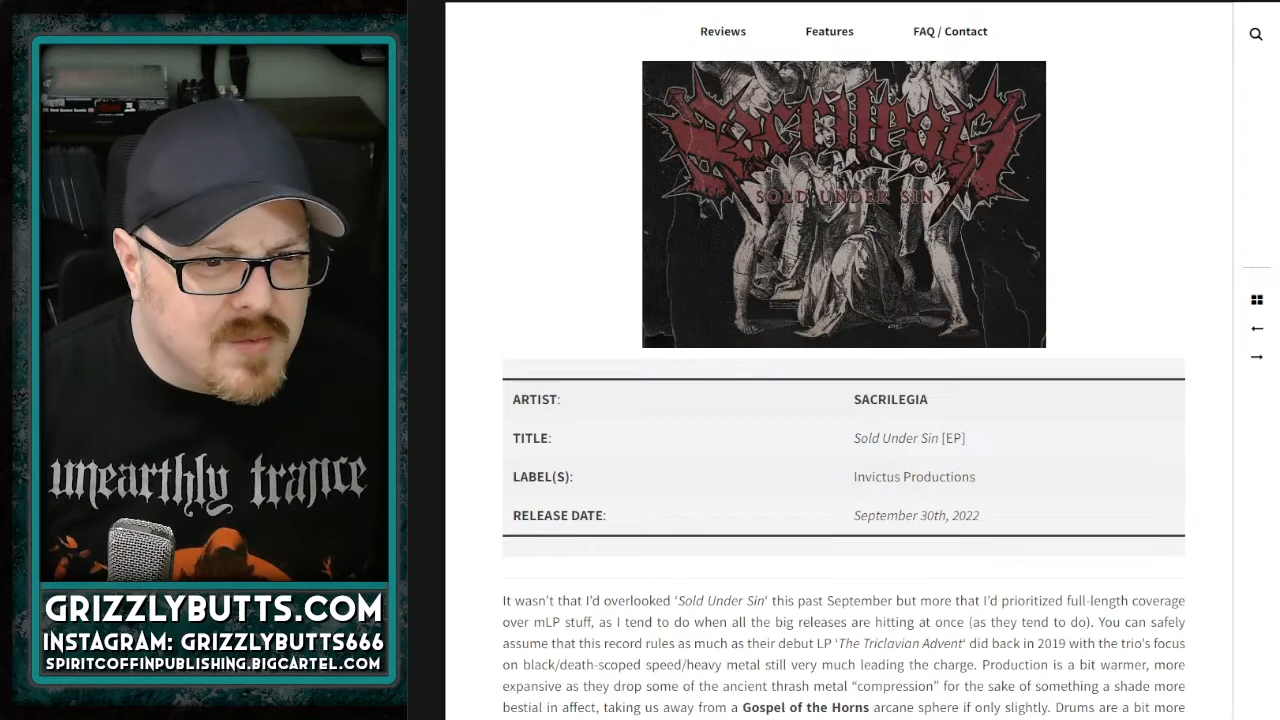 unearthly trance
GRIZZLYBUTTS.COM
INSTAGRAM: GRIZZLYBUTTS666
SPIRITCOFFINPUBLISHING.BIGCARTEL.COM
Reviews Features FAQ / Contact
Sacrilegia
SOLD UNDER SIN
ARTIST: SACRILEGIA
TITLE: Sold Under Sin [EP]
LABEL(S): Invictus Productions
RELEASE DATE: September 30th, 2022
It wasn't that I'd overlooked ‘Sold Under Sin‘ this past September but more that I'd prioritized full-length coverage
over mLP stuff, as I tend to do when all the big releases are hitting at once (as they tend to do). You can safely
assume that this record rules as much as their debut LP ‘The Triclavian Advent‘ did back in 2019 with the trio's focus
on black/death-scoped speed/heavy metal still very much leading the charge. Production is a bit warmer, more
expansive as they drop some of the ancient thrash metal “compression” for the sake of something a shade more
bestial in affect, taking us away from a Gospel of the Horns arcane sphere if only slightly. Drums are a bit more